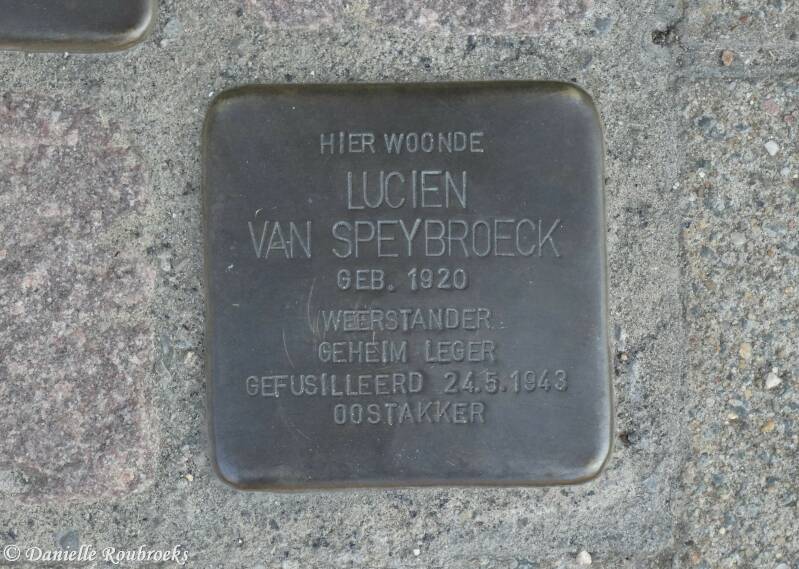 HIER WOONDE
LUCIEN
VAN SPEYBROECK
GEB. 1920
WEERSTANDER
GEHEIM LEGER
GEFUSILLEERD 24.5.1943
OOSTAKKER
© Danielle Roubroeks